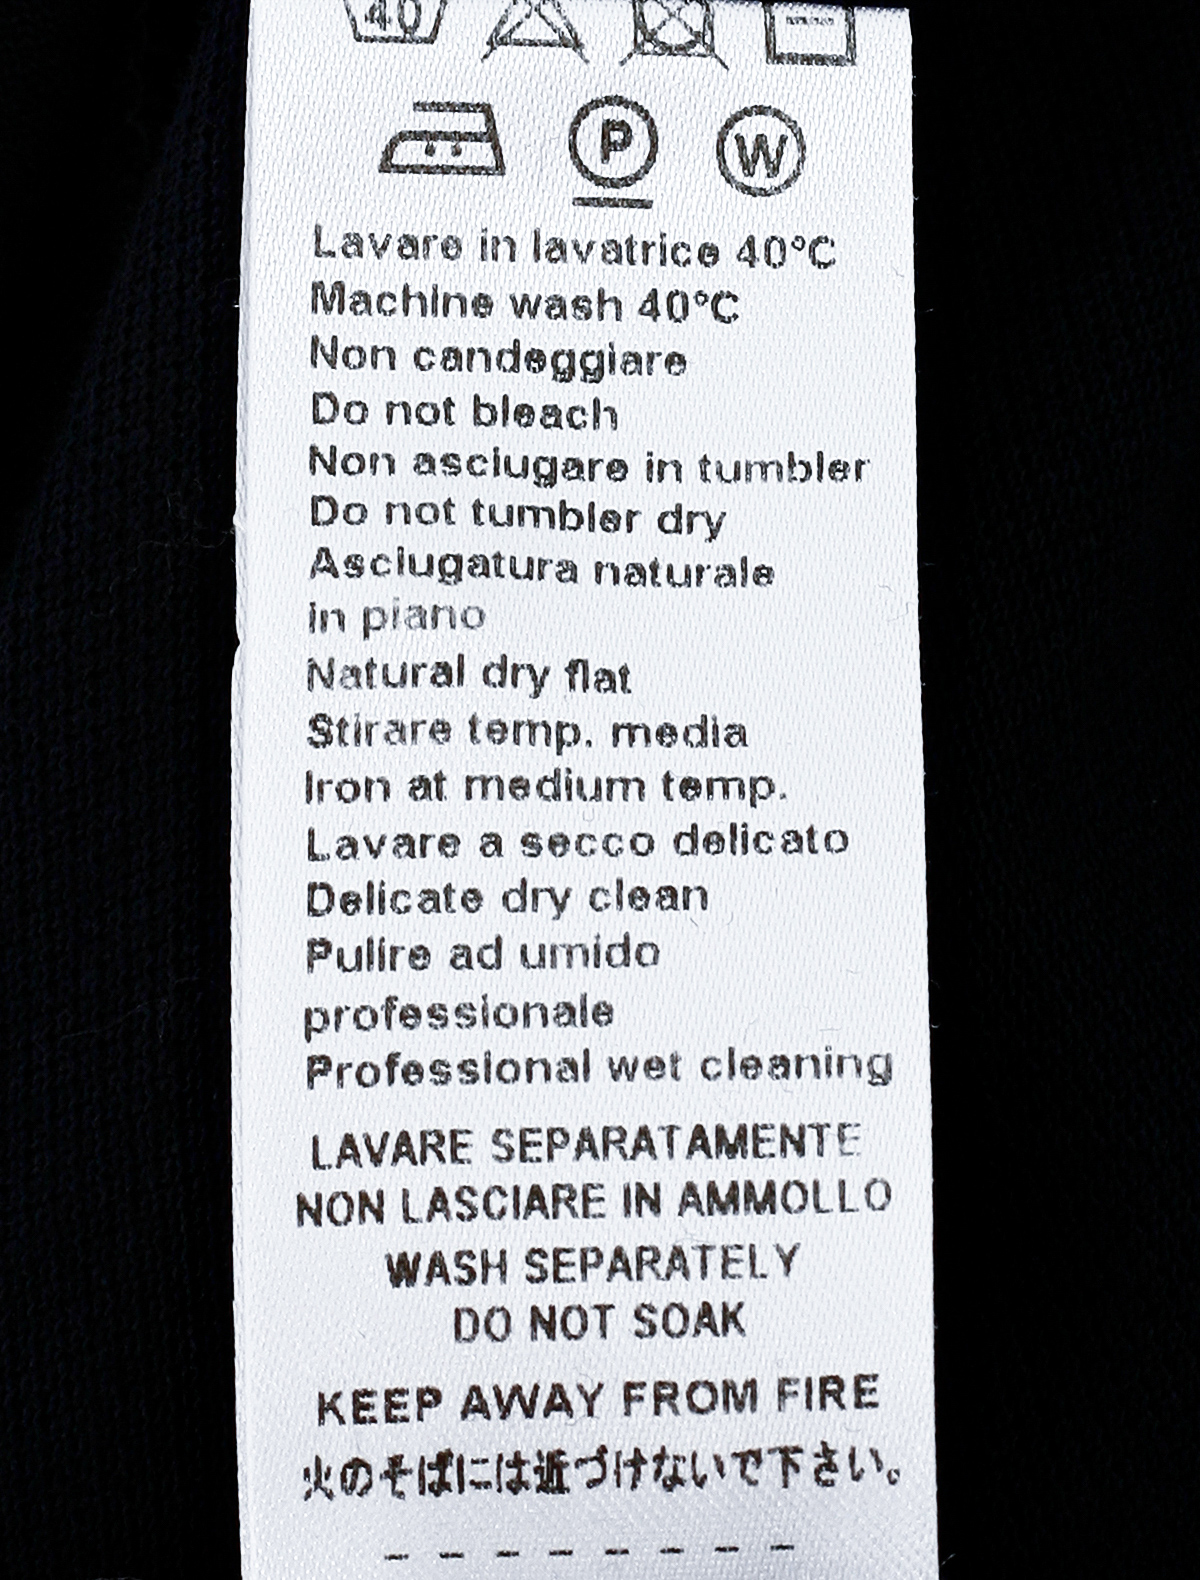 40
P
W
Lavare in lavatrice 40°C
Machine wash 40°C
Non candeggiare
Do not bleach
Non asciugare in tumbler
Do not tumbler dry
Asciugatura naturale
in piano
Natural dry flat
Stirare temp. media
Iron at medium temp.
Lavare a secco delicato
Delicate dry clean
Pulire ad umido
professionale
Professional wet cleaning
LAVARE SEPARATAMENTE
NON LASCIARE IN AMMOLLO
WASH SEPARATELY
DO NOT SOAK
KEEP AWAY FROM FIRE
火のそばには近づけないで下さい。
- - - - - - - -